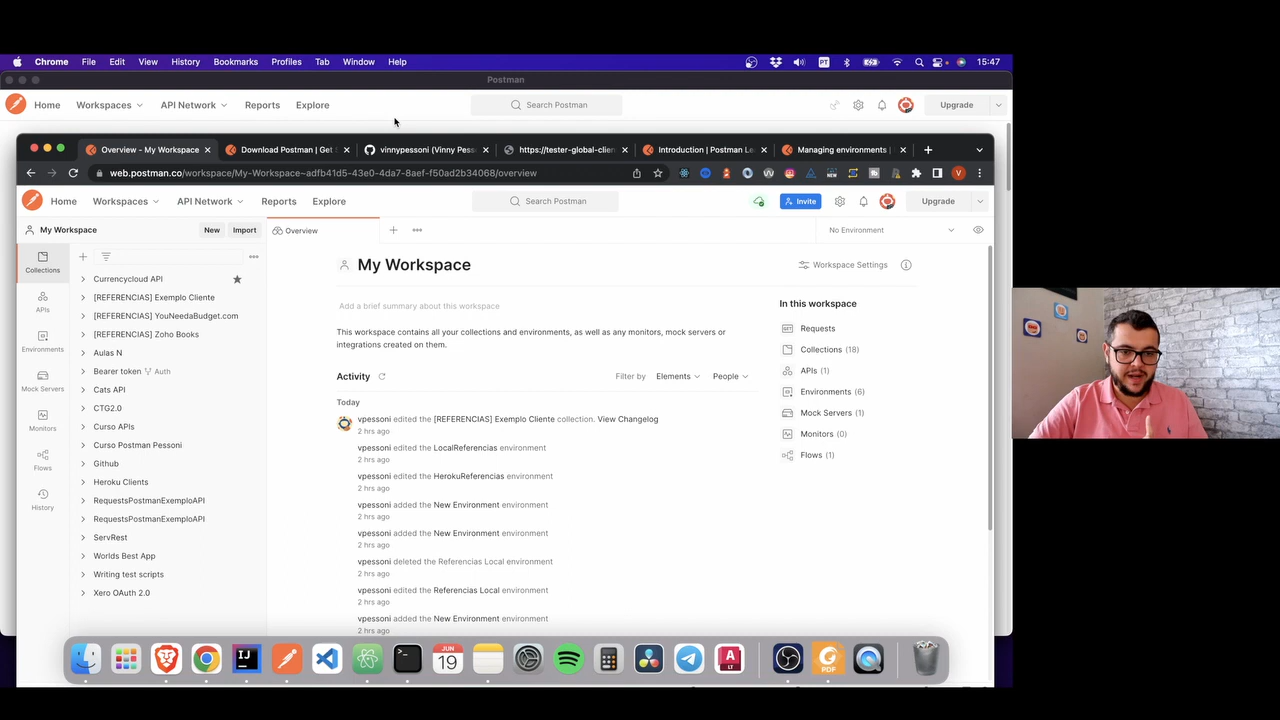 Chrome File Edit View History Bookmarks Profiles Tab Window Help PT 15:47
Postman
Home Workspaces API Network Reports Explore Search Postman Upgrade
Overview - My Workspace Download Postman | Get vinnypessoni (Vinny Pess https://tester-global-clien Introduction | Postman Le Managing environments |
web.postman.co/workspace/My-Workspace~adfb41d5-43e0-4da7-8aef-f50ad2b34068/overview
Home Workspaces API Network Reports Explore Search Postman Invite Upgrade
My Workspace New Import Overview No Environment
Collections
APIs
Environments
Mock Servers
Monitors
Flows
History
Currencycloud API
[REFERENCIAS] Exemplo Cliente
[REFERENCIAS] YouNeedaBudget.com
[REFERENCIAS] Zoho Books
Aulas N
Bearer token Auth
Cats API
CTG2.0
Curso APIs
Curso Postman Pessoni
Github
Heroku Clients
RequestsPostmanExemploAPI
RequestsPostmanExemploAPI
ServRest
Worlds Best App
Writing test scripts
Xero OAuth 2.0
My Workspace
Workspace Settings
Add a brief summary about this workspace
This workspace contains all your collections and environments, as well as any monitors, mock servers or
integrations created on them.
Activity Filter by Elements People
Today
vpessoni edited the [REFERENCIAS] Exemplo Cliente collection. View Changelog
2 hrs ago
vpessoni edited the LocalReferencias environment
2 hrs ago
vpessoni edited the HerokuReferencias environment
2 hrs ago
vpessoni added the New Environment environment
2 hrs ago
vpessoni added the New Environment environment
2 hrs ago
vpessoni deleted the Referencias Local environment
2 hrs ago
vpessoni edited the Referencias Local environment
2 hrs ago
vpessoni added the New Environment environment
2 hrs ago
In this workspace
Requests
Collections (18)
APIs (1)
Environments (6)
Mock Servers (1)
Monitors (0)
Flows (1)
JUN
19
PDF